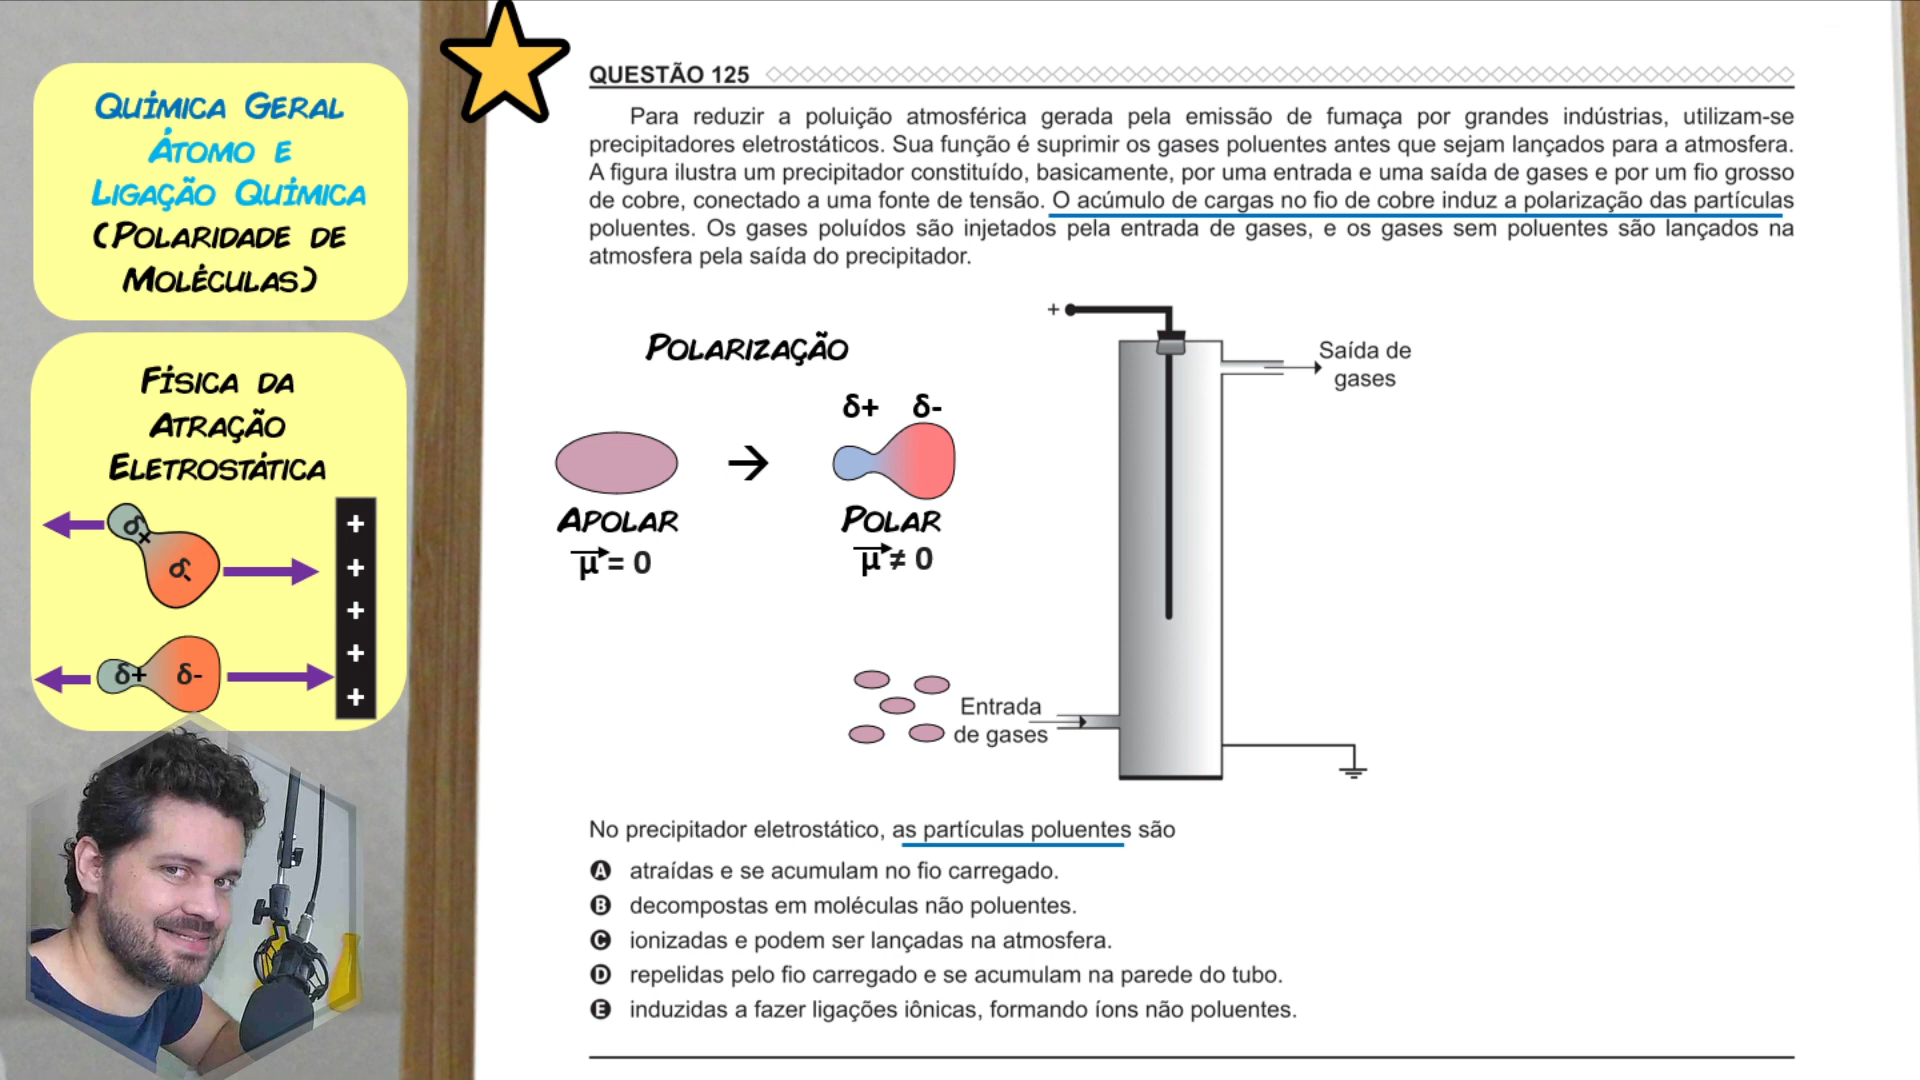 QUÍMICA GERAL
ÁTOMO E
LIGAÇÃO QUÍMICA
(POLARIDADE DE
MOLÉCULAS)
FÍSICA DA
ATRAÇÃO
ELETROSTÁTICA
δ+
δ-
δ+ δ-
+
+
+
+
+
QUESTÃO 125
Para reduzir a poluição atmosférica gerada pela emissão de fumaça por grandes indústrias, utilizam-se
precipitadores eletrostáticos. Sua função é suprimir os gases poluentes antes que sejam lançados para a atmosfera.
A figura ilustra um precipitador constituído, basicamente, por uma entrada e uma saída de gases e por um fio grosso
de cobre, conectado a uma fonte de tensão. O acúmulo de cargas no fio de cobre induz a polarização das partículas
poluentes. Os gases poluídos são injetados pela entrada de gases, e os gases sem poluentes são lançados na
atmosfera pela saída do precipitador.
+
Saída de
gases
POLARIZAÇÃO
δ+ δ-
→
APOLAR
μ = 0
POLAR
μ ≠ 0
Entrada
de gases
No precipitador eletrostático, as partículas poluentes são
A atraídas e se acumulam no fio carregado.
B decompostas em moléculas não poluentes.
C ionizadas e podem ser lançadas na atmosfera.
D repelidas pelo fio carregado e se acumulam na parede do tubo.
E induzidas a fazer ligações iônicas, formando íons não poluentes.